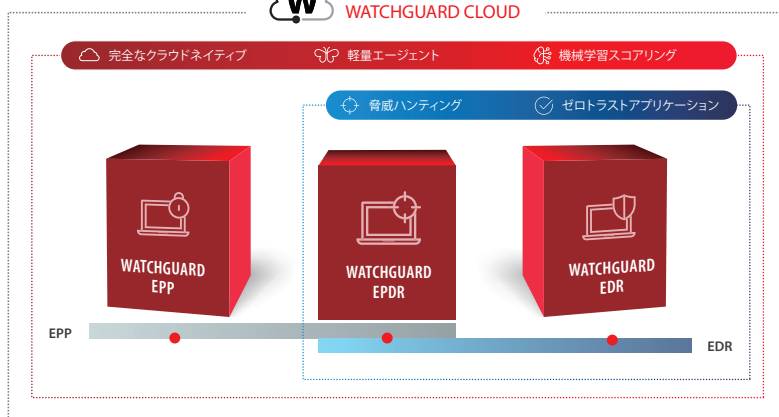 W
WATCHGUARD CLOUD
完全なクラウドネイティブ
軽量エージェント
機械学習スコアリング
脅威ハンティング
ゼロトラストアプリケーション
WATCHGUARD
EPP
WATCHGUARD
EPDR
WATCHGUARD
EDR
EPP
EDR